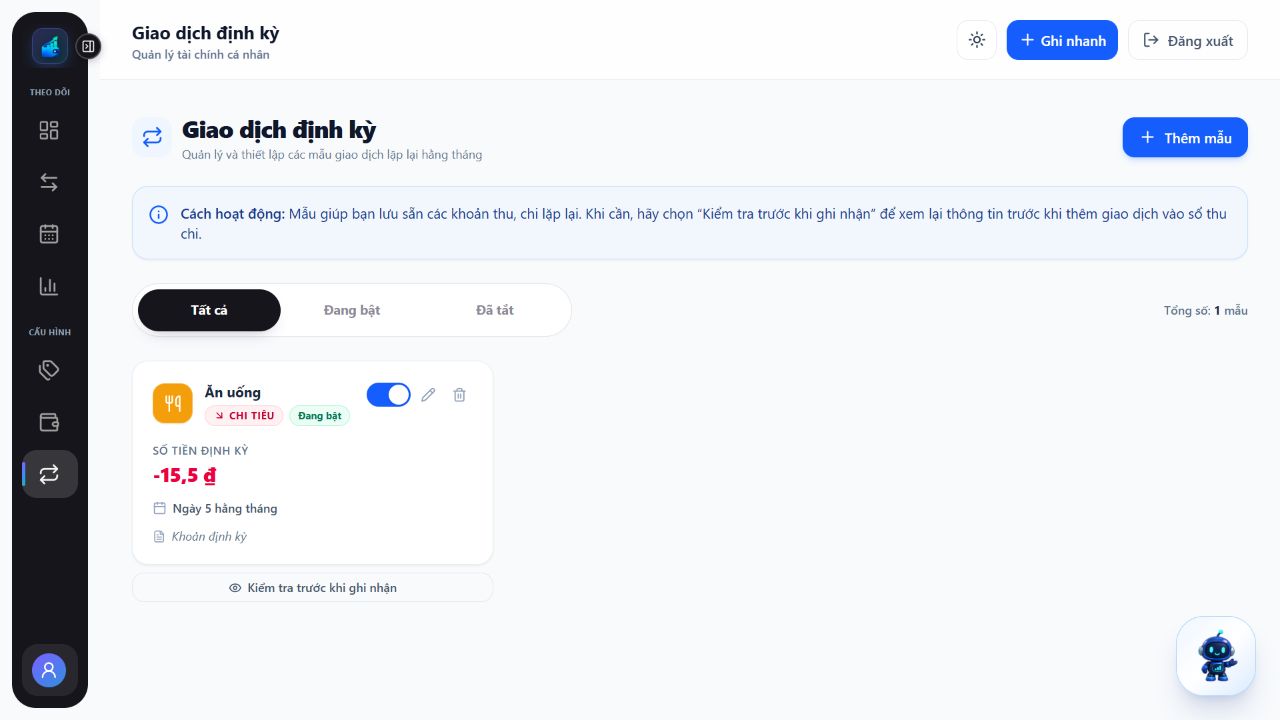 Giao dịch định kỳ
Quản lý tài chính cá nhân
Ghi nhanh
Đăng xuất
THEO DÕI
CẤU HÌNH
Giao dịch định kỳ
Quản lý và thiết lập các mẫu giao dịch lặp lại hằng tháng
Thêm mẫu
Cách hoạt động: Mẫu giúp bạn lưu sẵn các khoản thu, chi lặp lại. Khi cần, hãy chọn “Kiểm tra trước khi ghi nhận” để xem lại thông tin trước khi thêm giao dịch vào sổ thu
chi.
Tất cả
Đang bật
Đã tắt
Tổng số: 1 mẫu
Ăn uống
CHI TIÊU
Đang bật
SỐ TIỀN ĐỊNH KỲ
-15,5 ₫
Ngày 5 hằng tháng
Khoản định kỳ
Kiểm tra trước khi ghi nhận